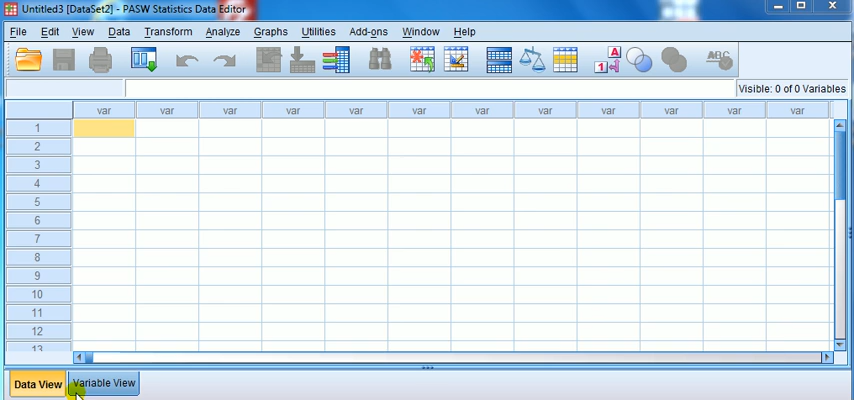 Untitled3 [DataSet2] - PASW Statistics Data Editor
File Edit View Data Transform Analyze Graphs Utilities Add-ons Window Help
1 A ABC
Visible: 0 of 0 Variables
var var var var var var var var var var var var
1
2
3
4
5
6
7
8
9
10
11
12
13
Data View Variable View